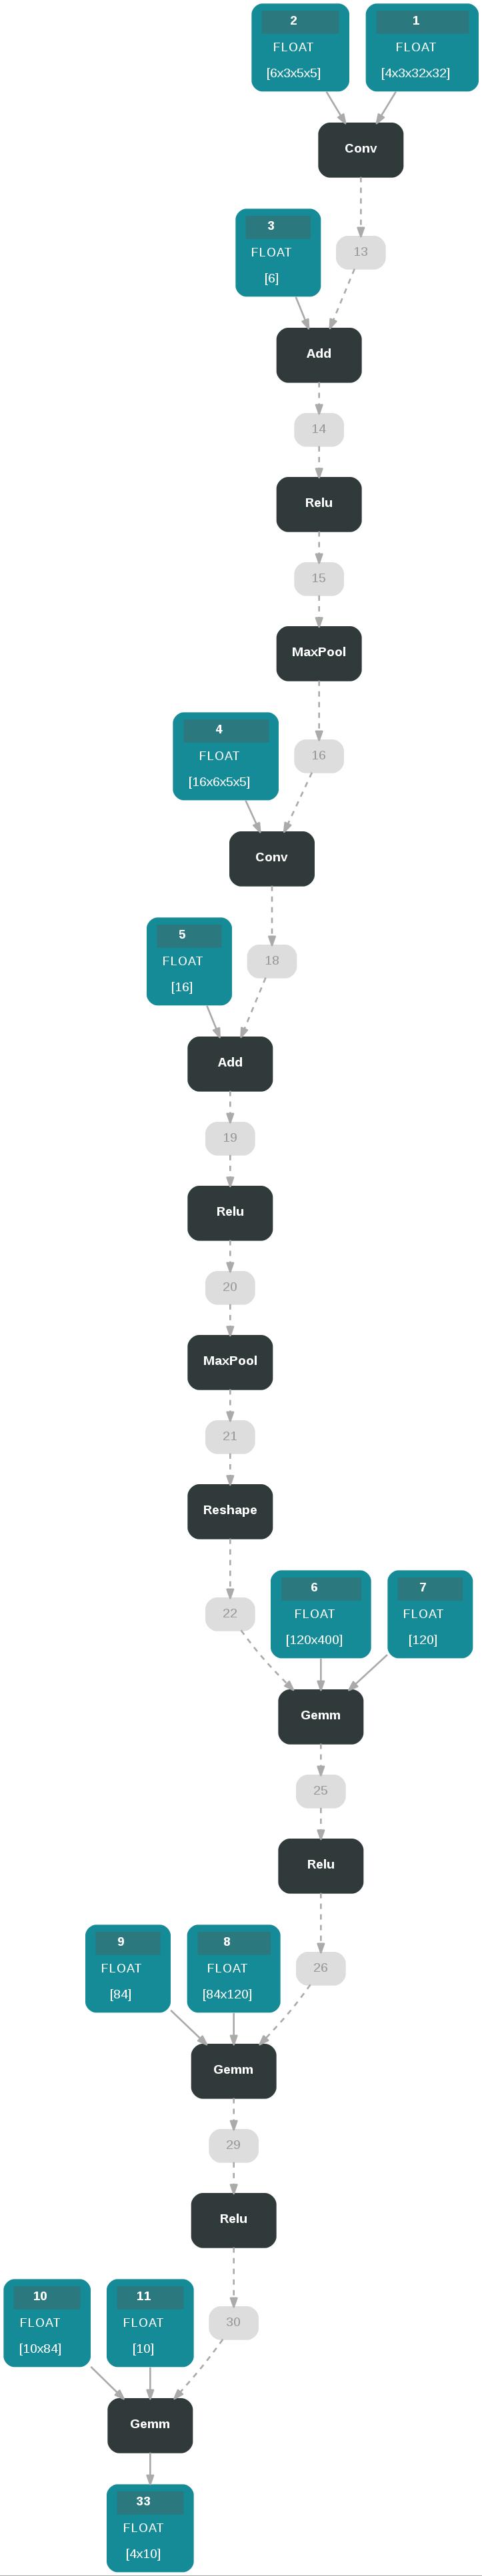 2
FLOAT
[6x3x5x5]
1
FLOAT
[4x3x32x32]
Conv
13
3
FLOAT
[6]
Add
14
Relu
15
MaxPool
16
4
FLOAT
[16x6x5x5]
Conv
18
5
FLOAT
[16]
Add
19
Relu
20
MaxPool
21
Reshape
22
6
FLOAT
[120x400]
7
FLOAT
[120]
Gemm
25
Relu
26
9
FLOAT
[84]
8
FLOAT
[84x120]
Gemm
29
Relu
30
10
FLOAT
[10x84]
11
FLOAT
[10]
Gemm
33
FLOAT
[4x10]